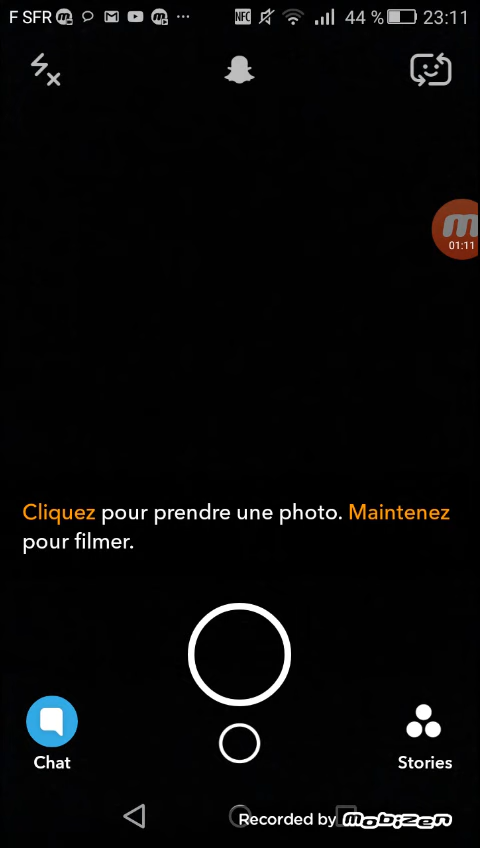 F SFR
NFC
44 %
23:11
01:11
Cliquez pour prendre une photo. Maintenez
pour filmer.
Chat
Stories
Recorded by mobizen